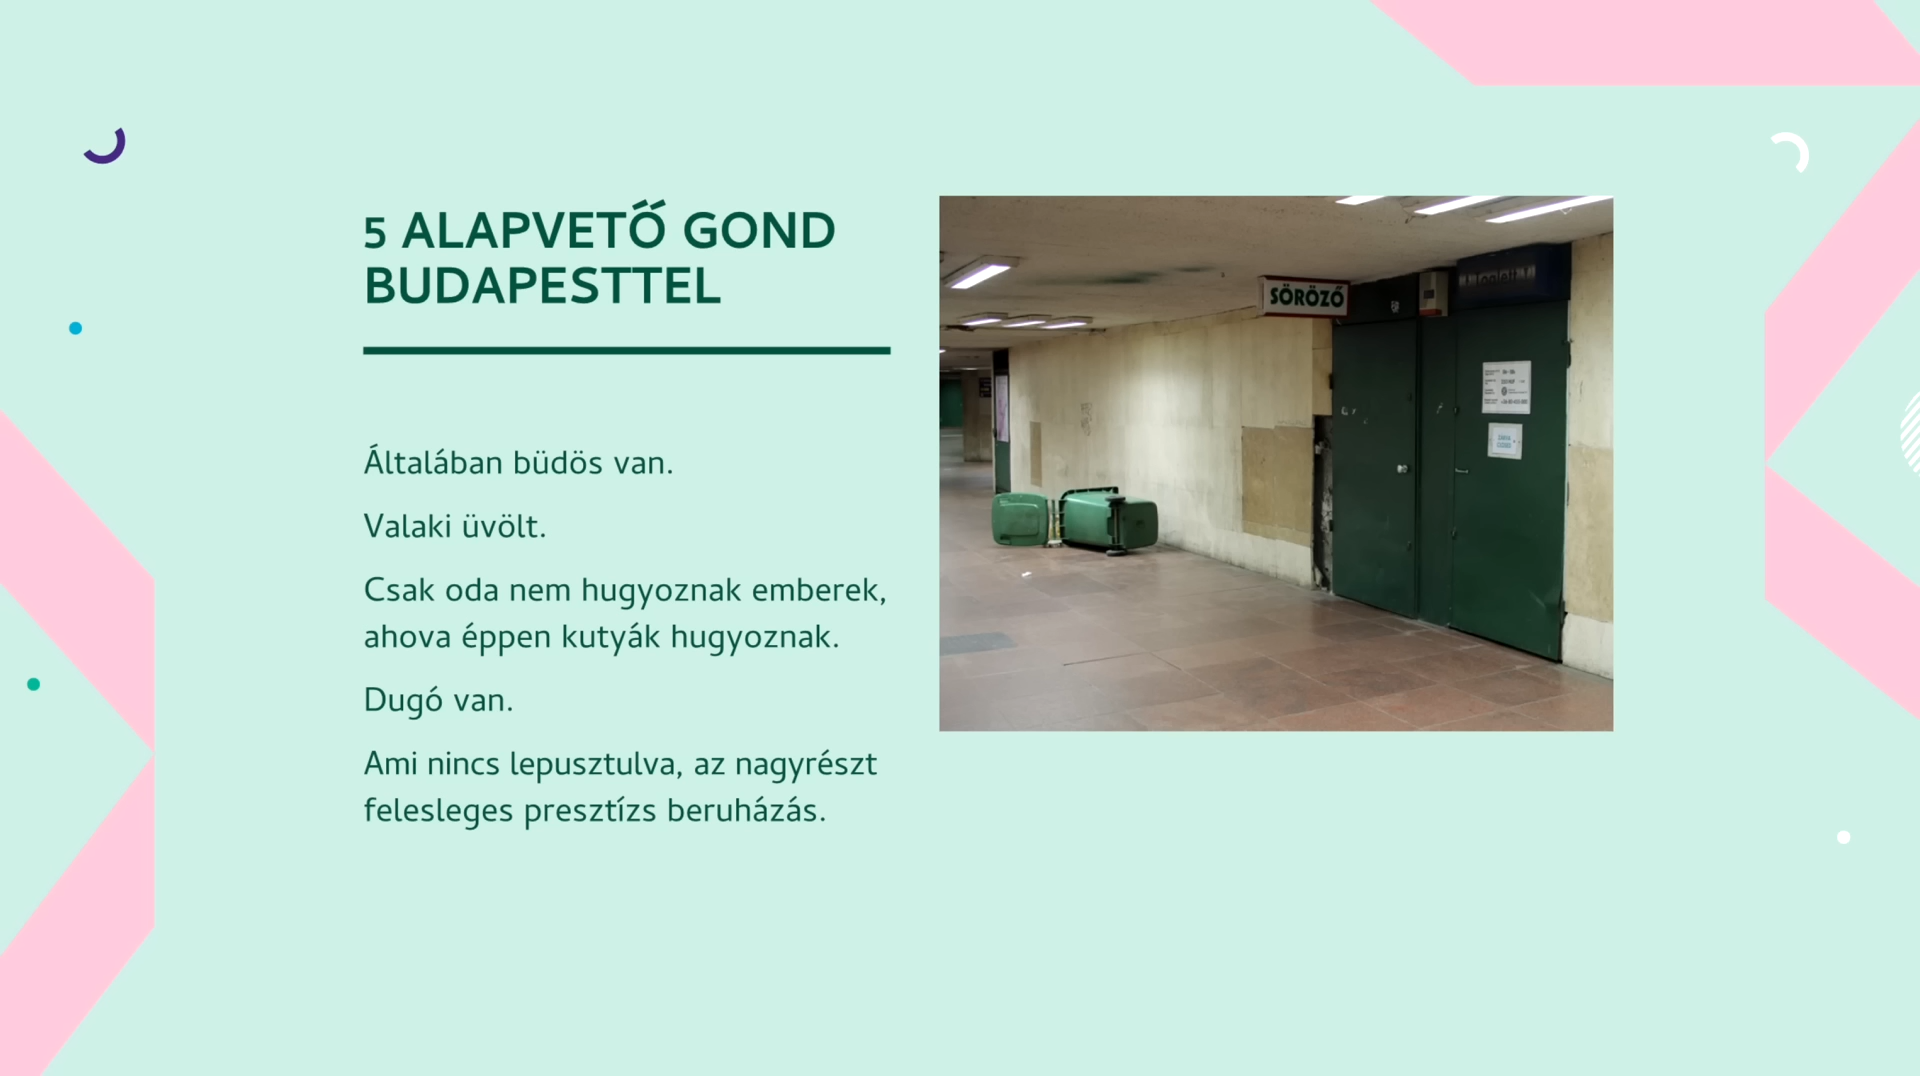 5 ALAPVETŐ GOND
BUDAPESTTEL
Általában büdös van.
Valaki üvölt.
Csak oda nem hugyoznak emberek,
ahova éppen kutyák hugyoznak.
Dugó van.
Ami nincs lepusztulva, az nagyrészt
felesleges presztízs beruházás.
SÖRÖZŐ